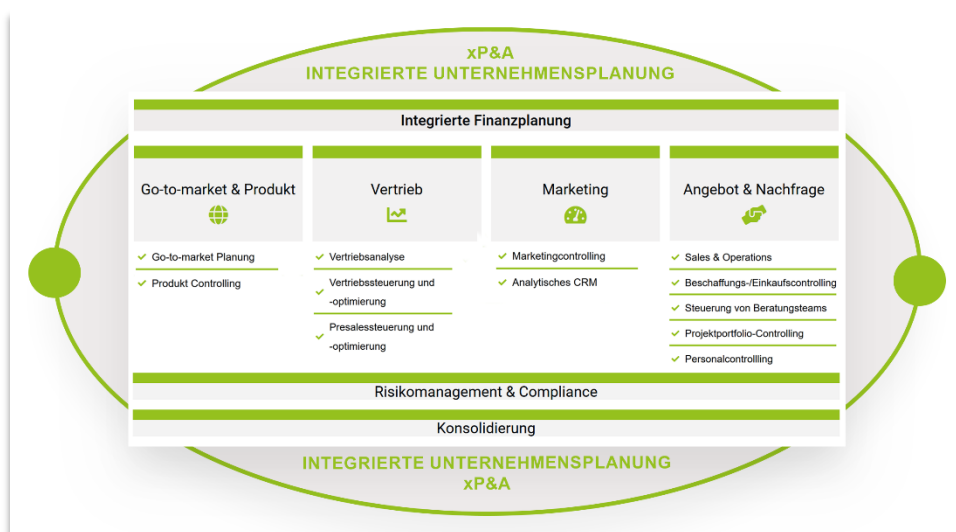 xP&A
INTEGRIERTE UNTERNEHMENSPLANUNG
Integrierte Finanzplanung
Go-to-market & Produkt
Go-to-market Planung
Produkt Controlling
Vertrieb
Vertriebsanalyse
Vertriebssteuerung und
-optimierung
Presalessteuerung und
-optimierung
Marketing
Marketingcontrolling
Analytisches CRM
Angebot & Nachfrage
Sales & Operations
Beschaffungs-/Einkaufscontrolling
Steuerung von Beratungsteams
Projektportfolio-Controlling
Personalcontrollling
Risikomanagement & Compliance
Konsolidierung
INTEGRIERTE UNTERNEHMENSPLANUNG
xP&A